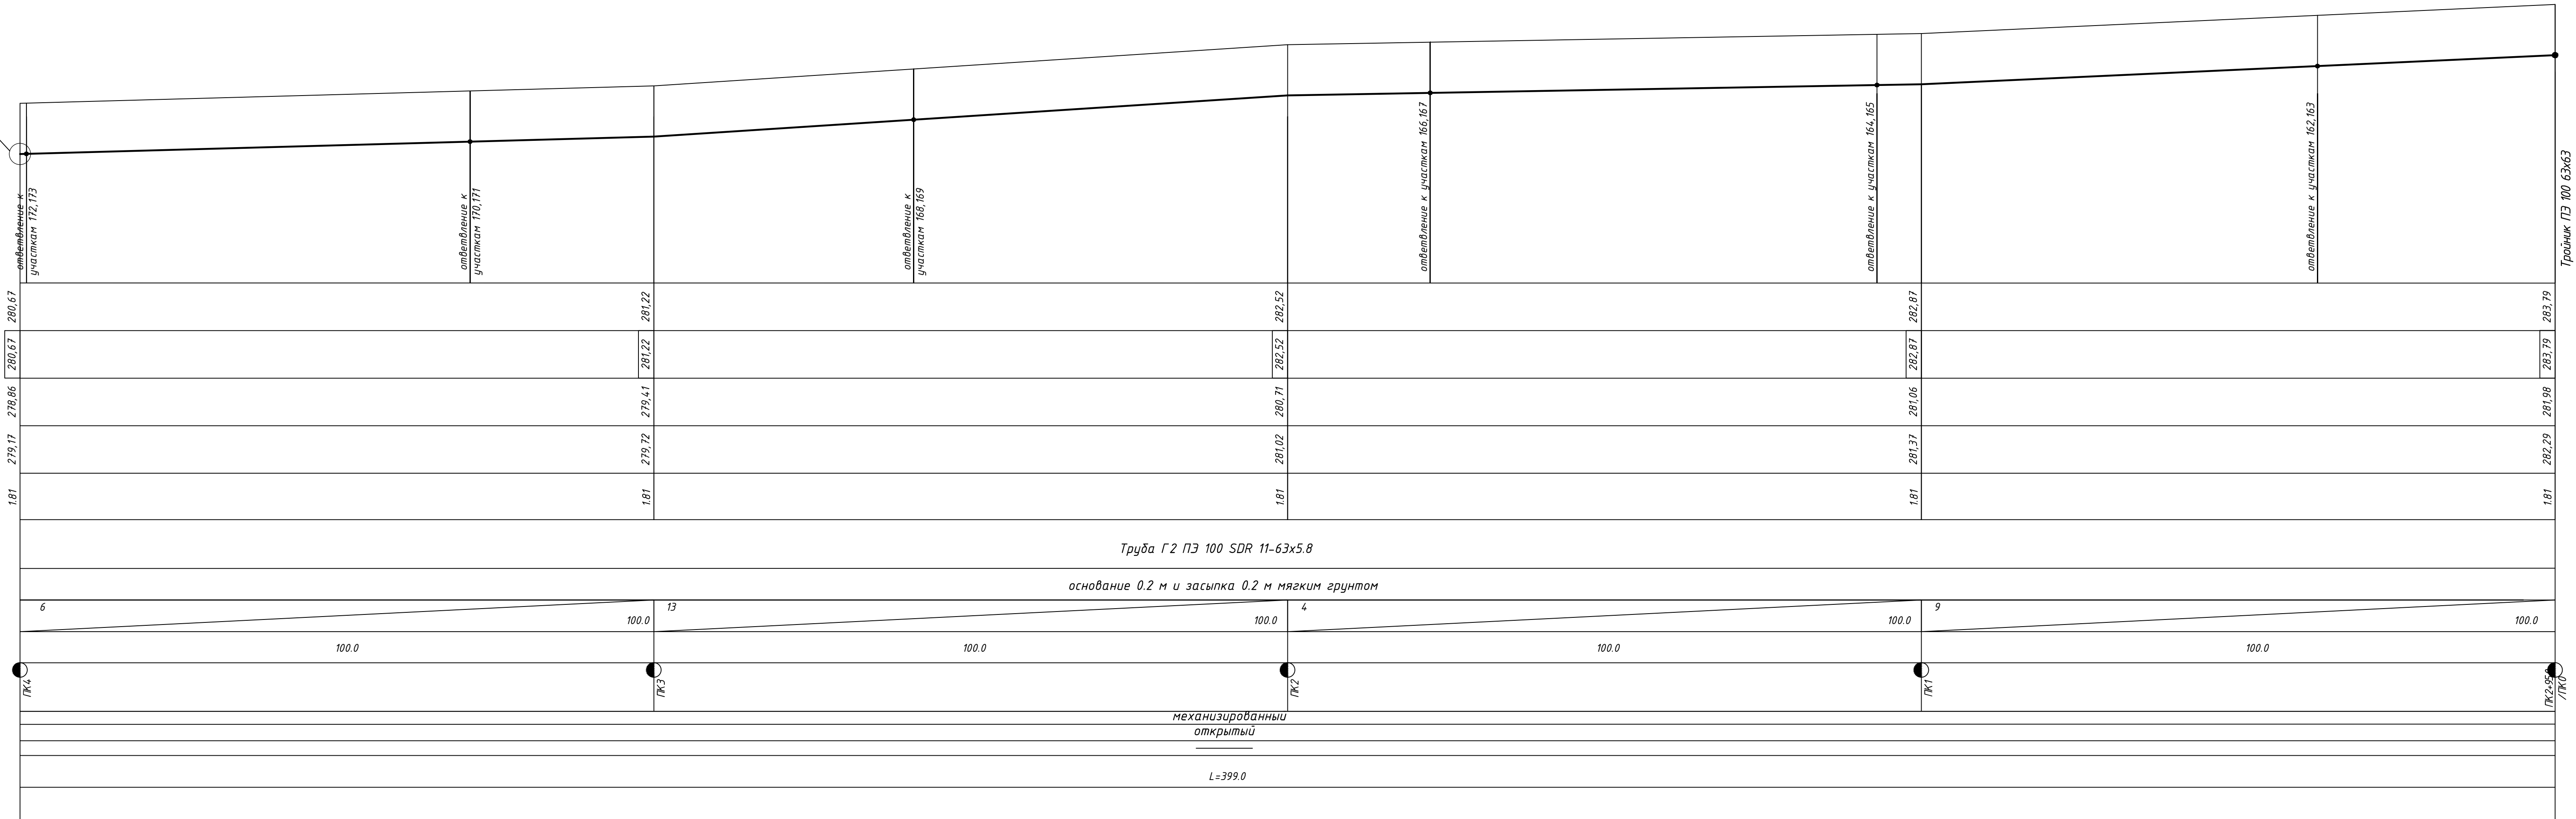 ответвление к
участкам 172,173
ответвление к
участкам 170,171
ответвление к
участкам 168,169
ответвление к участкам 166,167
ответвление к участкам 164,165
ответвление к участкам 162,163
Тройник ПЭ 100 63х63
280,67
281,22
282,52
282,87
283,79
280,67
281,22
282,52
282,87
283,79
278,86
279,41
280,71
281,06
281,98
279,17
279,72
281,02
281,37
282,29
1.81
1.81
1.81
1.81
1.81
Труба Г2 ПЭ 100 SDR 11-63х5.8
основание 0.2 м и засыпка 0.2 м мягким грунтом
6
100.0
13
100.0
4
100.0
9
100.0
100.0
100.0
100.0
100.0
ПК4
ПК3
ПК2
ПК1
/ПК0
механизированный
открытый
L=399.0